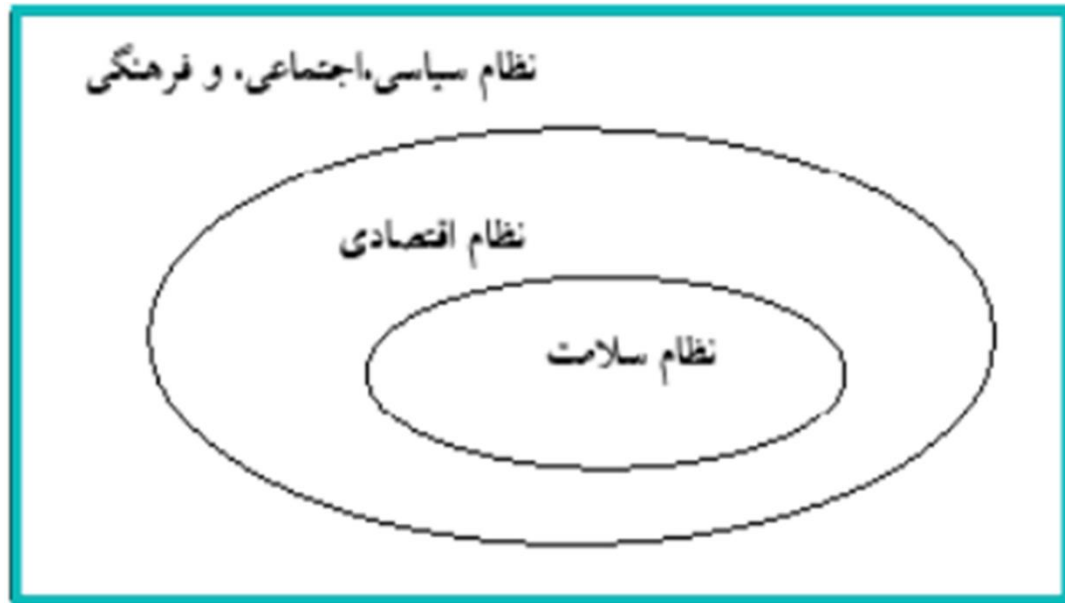 نظام سیاسی،اجتماعی، و فرهنگی
نظام اقتصادی
نظام سلامت